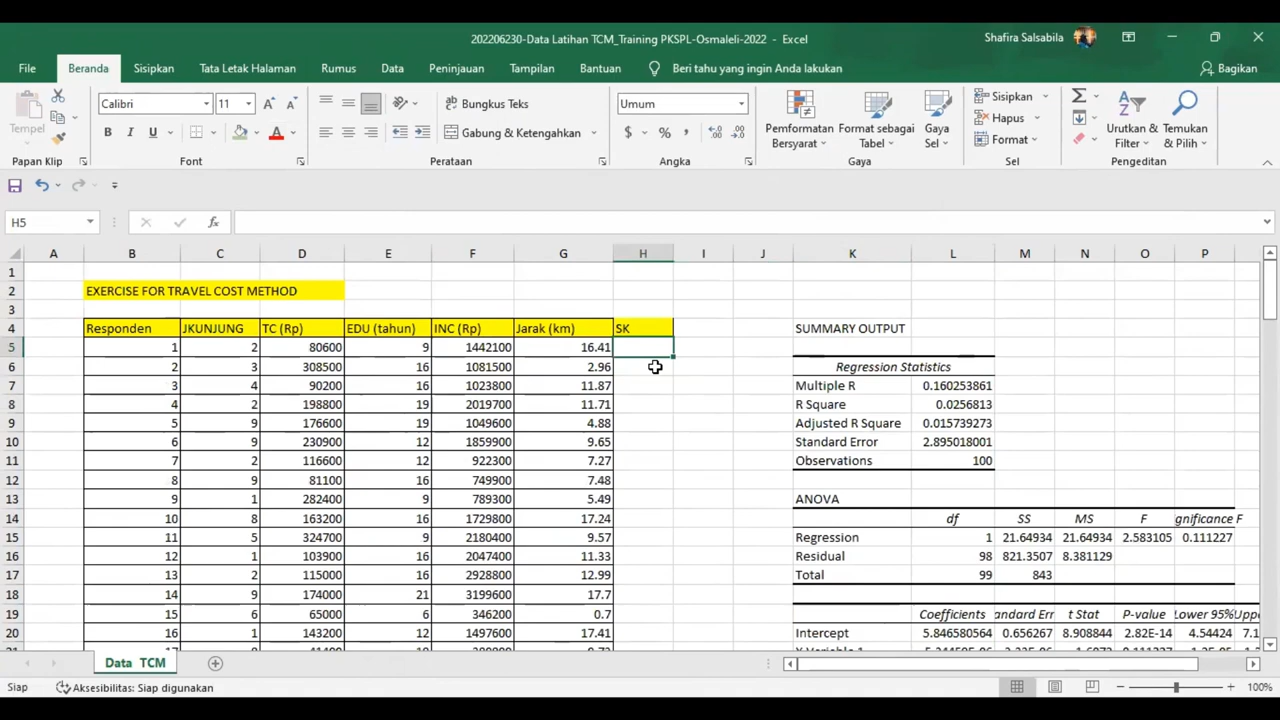 202206230-Data Latihan TCM_Training PKSPL-Osmaleli-2022 - Excel
Shafira Salsabila
File Beranda Sisipkan Tata Letak Halaman Rumus Data Peninjauan Tampilan Bantuan Beri tahu yang ingin Anda lakukan Bagikan
Tempel
Calibri 11
Bungkus Teks
Umum
Pemformatan Bersyarat
Format sebagai Tabel
Gaya Sel
Sisipkan
Hapus
Format
Urutkan & Filter
Temukan & Pilih
B I U A
Gabung & Ketengahkan
$ % ,
Papan Klip Font Perataan Angka Gaya Sel Pengeditan
H5 fx
A B C D E F G H I J K L M N O P
1
2 EXERCISE FOR TRAVEL COST METHOD
3
4 Responden JKUNJUNG TC (Rp) EDU (tahun) INC (Rp) Jarak (km) SK SUMMARY OUTPUT
5 1 2 80600 9 1442100 16.41
6 2 3 308500 16 1081500 2.96 Regression Statistics
7 3 4 90200 16 1023800 11.87 Multiple R 0.160253861
8 4 2 198800 19 2019700 11.71 R Square 0.0256813
9 5 9 176600 19 1049600 4.88 Adjusted R Square 0.015739273
10 6 9 230900 12 1859900 9.65 Standard Error 2.895018001
11 7 2 116600 12 922300 7.27 Observations 100
12 8 9 81100 16 749900 7.48
13 9 1 282400 9 789300 5.49 ANOVA
14 10 8 163200 16 1729800 17.24 df SS MS F gnificance F
15 11 5 324700 16 2180400 9.57 Regression 1 21.64934 21.64934 2.583105 0.111227
16 12 1 103900 16 2047400 11.33 Residual 98 821.3507 8.381129
17 13 2 115000 16 2928800 12.99 Total 99 843
18 14 9 174000 21 3199600 17.7
19 15 6 65000 6 346200 0.7 Coefficients andard Err t Stat P-value Lower 95% Uppe
20 16 1 143200 12 1497600 17.41 Intercept 5.846580564 0.656267 8.908844 2.82E-14 4.54424 7.1
Data TCM
Siap Aksesibilitas: Siap digunakan 100%